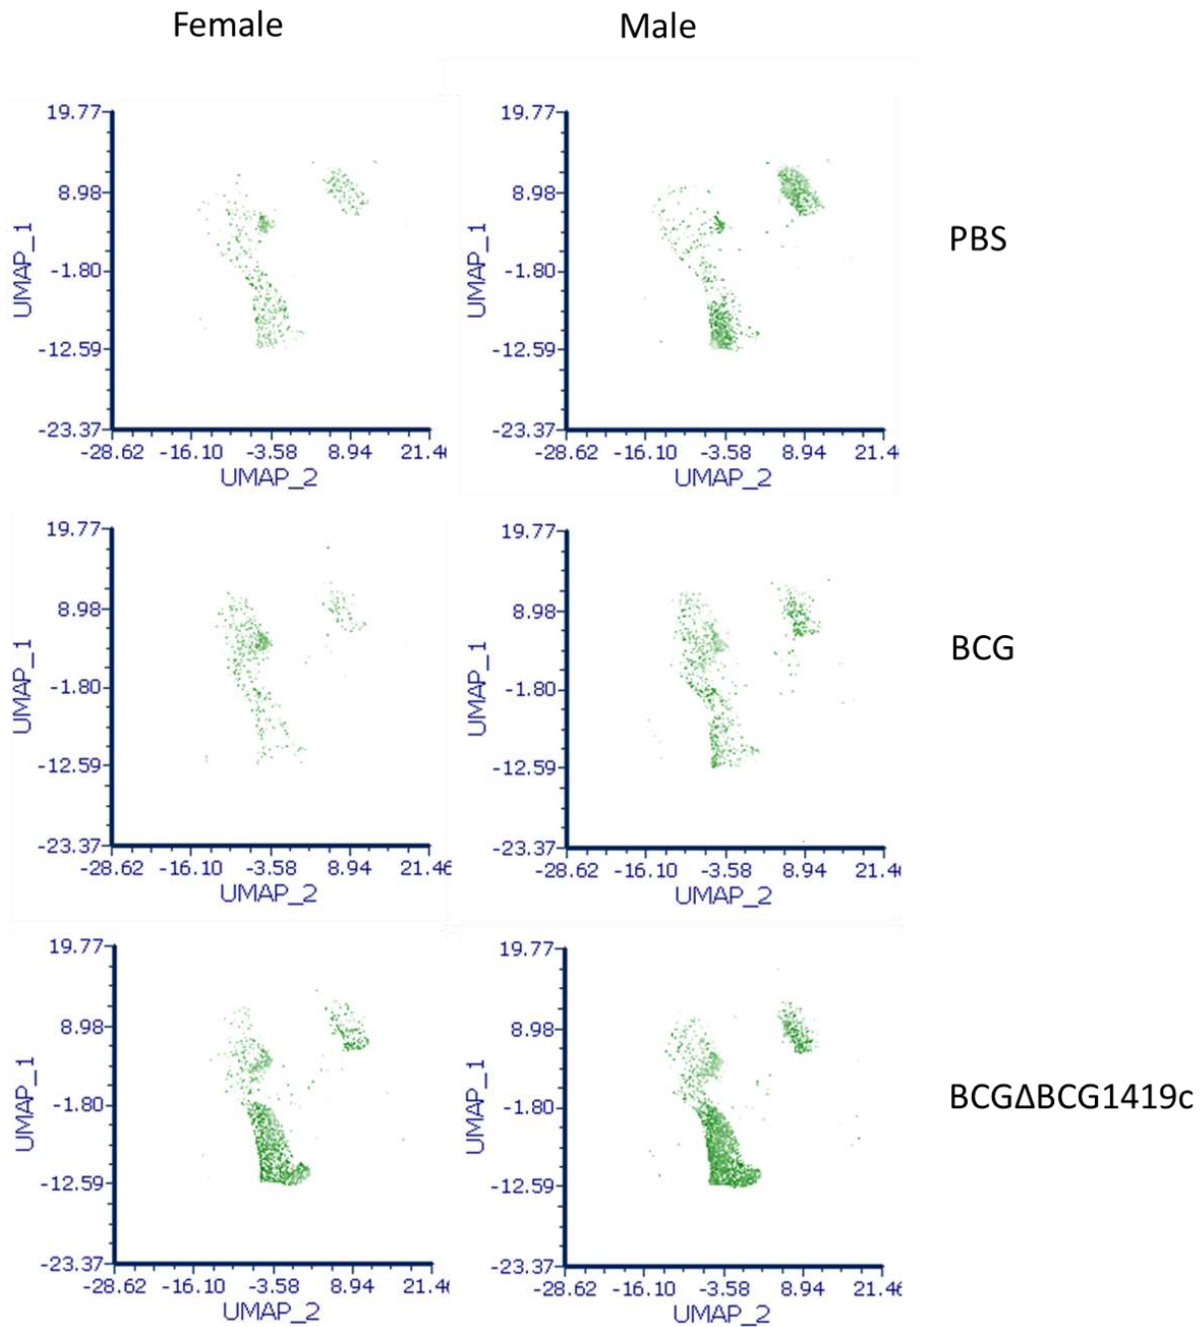 Female Male
19.77 19.77
8.98 8.98
-1.80 -1.80
-12.59 -12.59
-23.37 -23.37
UMAP_1 UMAP_1
PBS
-28.62 -16.10 -3.58 8.94 21.4 -28.62 -16.10 -3.58 8.94 21.4
UMAP_2 UMAP_2
19.77 19.77
8.98 8.98
-1.80 -1.80
-12.59 -12.59
-23.37 -23.37
UMAP_1 UMAP_1
BCG
-28.62 -16.10 -3.58 8.94 21.46 -28.62 -16.10 -3.58 8.94 21.4
UMAP_2 UMAP_2
19.77 19.77
8.98 8.98
-1.80 -1.80
-12.59 -12.59
-23.37 -23.37
UMAP_1 UMAP_1
BCGΔBCG1419c
-28.62 -16.10 -3.58 8.94 21.4 -28.62 -16.10 -3.58 8.94 21.4
UMAP_2 UMAP_2